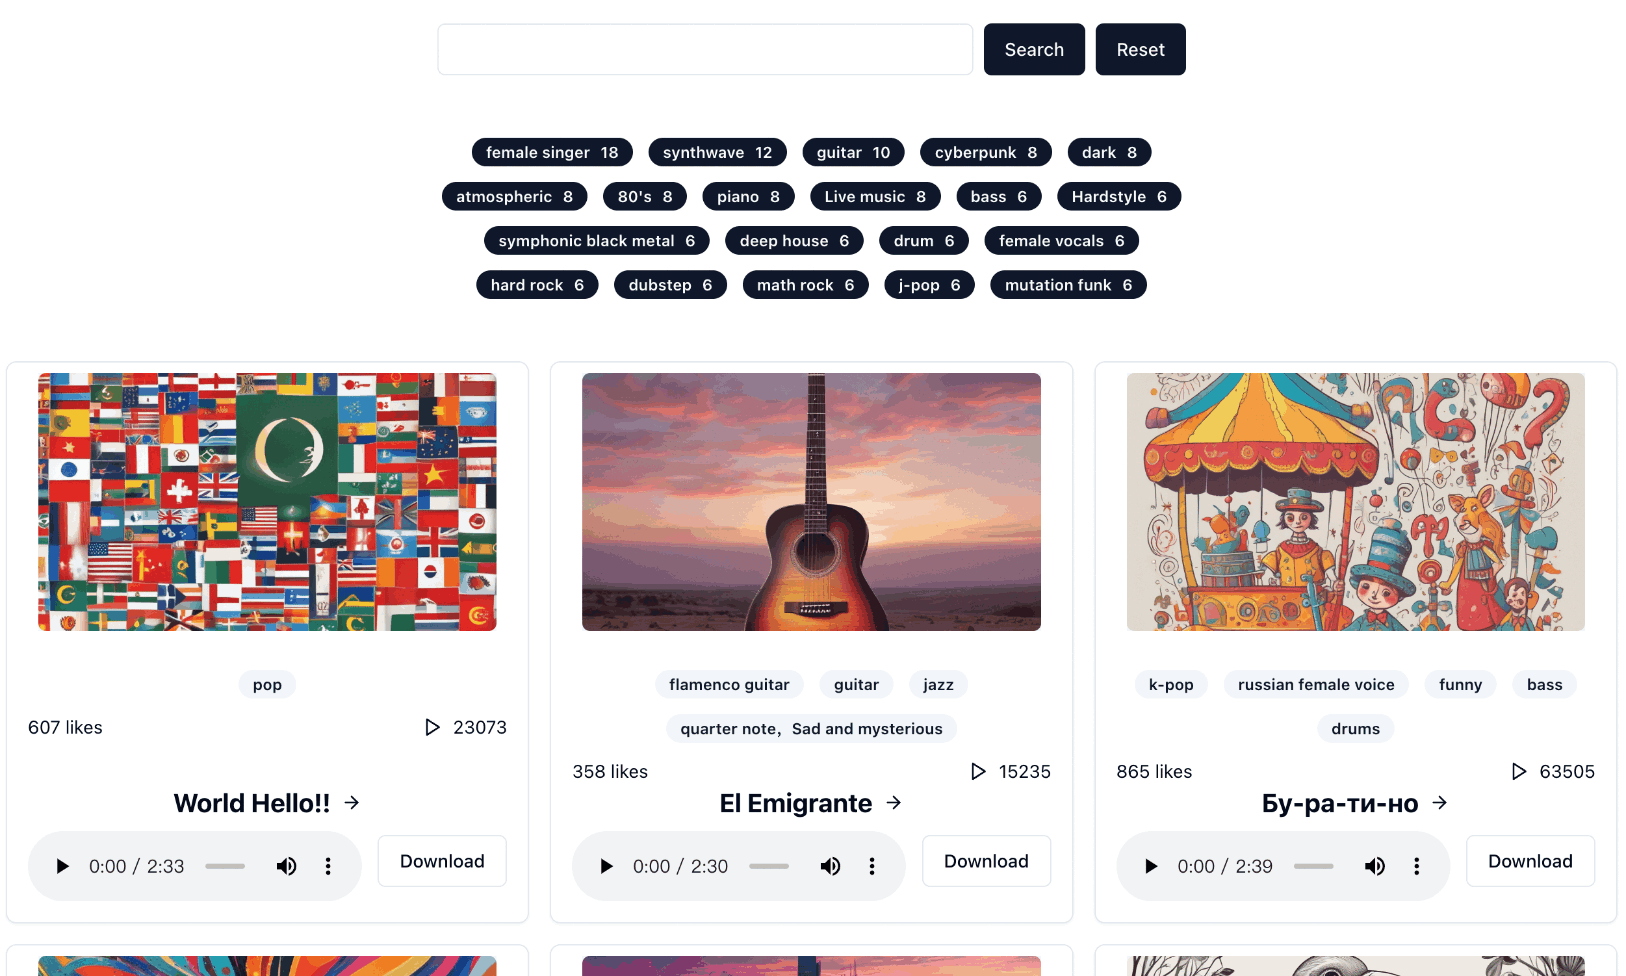 Search Reset
female singer 18 synthwave 12 guitar 10 cyberpunk 8 dark 8
atmospheric 8 80's 8 piano 8 Live music 8 bass 6 Hardstyle 6
symphonic black metal 6 deep house 6 drum 6 female vocals 6
hard rock 6 dubstep 6 math rock 6 j-pop 6 mutation funk 6
pop
607 likes 23073
World Hello!! →
0:00 / 2:33 Download
flamenco guitar guitar jazz
quarter note，Sad and mysterious
358 likes 15235
El Emigrante →
0:00 / 2:30 Download
k-pop russian female voice funny bass
drums
865 likes 63505
Бу-ра-ти-но →
0:00 / 2:39 Download